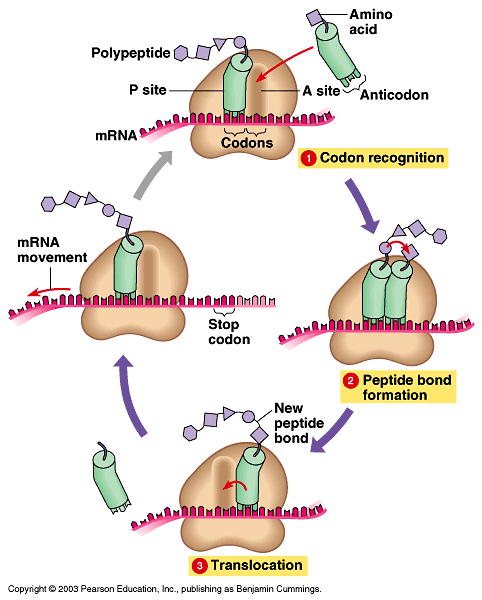 Amino
acid
Polypeptide
P site
A site
Anticodon
mRNA
Codons
1 Codon recognition
mRNA
movement
Stop
codon
2 Peptide bond
formation
New
peptide
bond
3 Translocation
Copyright © 2003 Pearson Education, Inc., publishing as Benjamin Cummings.